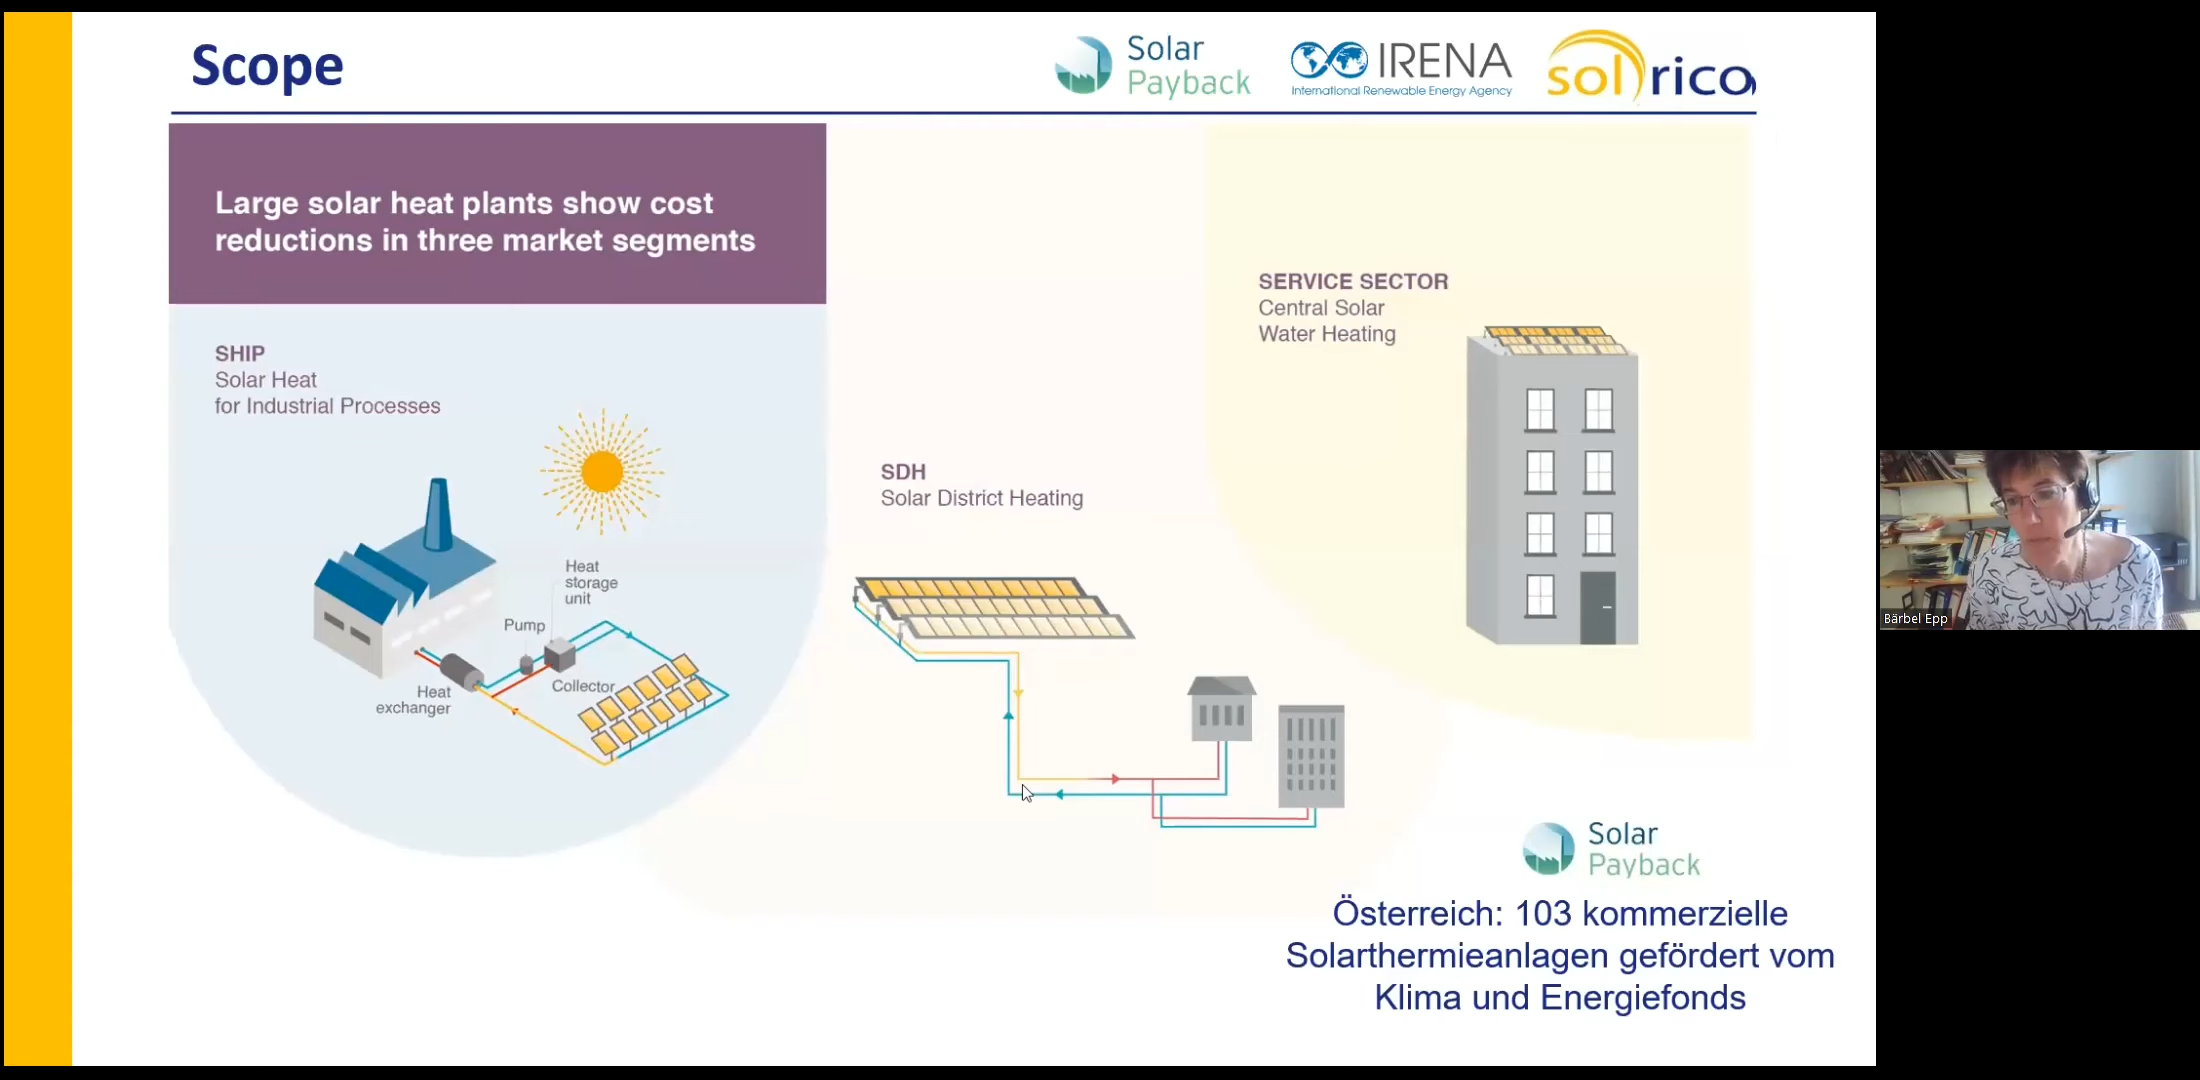 Scope
Solar
Payback
IRENA
International Renewable Energy Agency
solrico
Large solar heat plants show cost
reductions in three market segments
SHIP
Solar Heat
for Industrial Processes
Heat
storage
unit
Pump
Collector
Heat
exchanger
SDH
Solar District Heating
SERVICE SECTOR
Central Solar
Water Heating
Solar
Payback
Österreich: 103 kommerzielle
Solarthermieanlagen gefördert vom
Klima und Energiefonds
Bärbel Epp